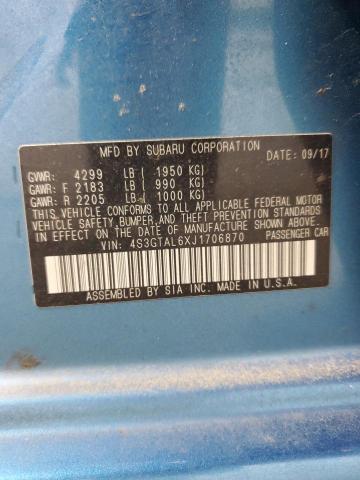 MFD BY SUBARU CORPORATION DATE: 09/17
GVWR: 4299 LB ( 1950 KG)
GAWR: F 2183 LB ( 990 KG)
GAWR: R 2205 LB ( 1000 KG)
THIS VEHICLE CONFORMS TO ALL APPLICABLE FEDERAL MOTOR
VEHICLE SAFETY, BUMPER, AND THEFT PREVENTION STANDARDS
IN EFFECT ON THE DATE OF MANUFACTURE SHOWN ABOVE.
VIN: 4S3GTAL6XJ1706870 PASSENGER CAR
ASSEMBLED BY SIA INC. MADE IN U.S.A.